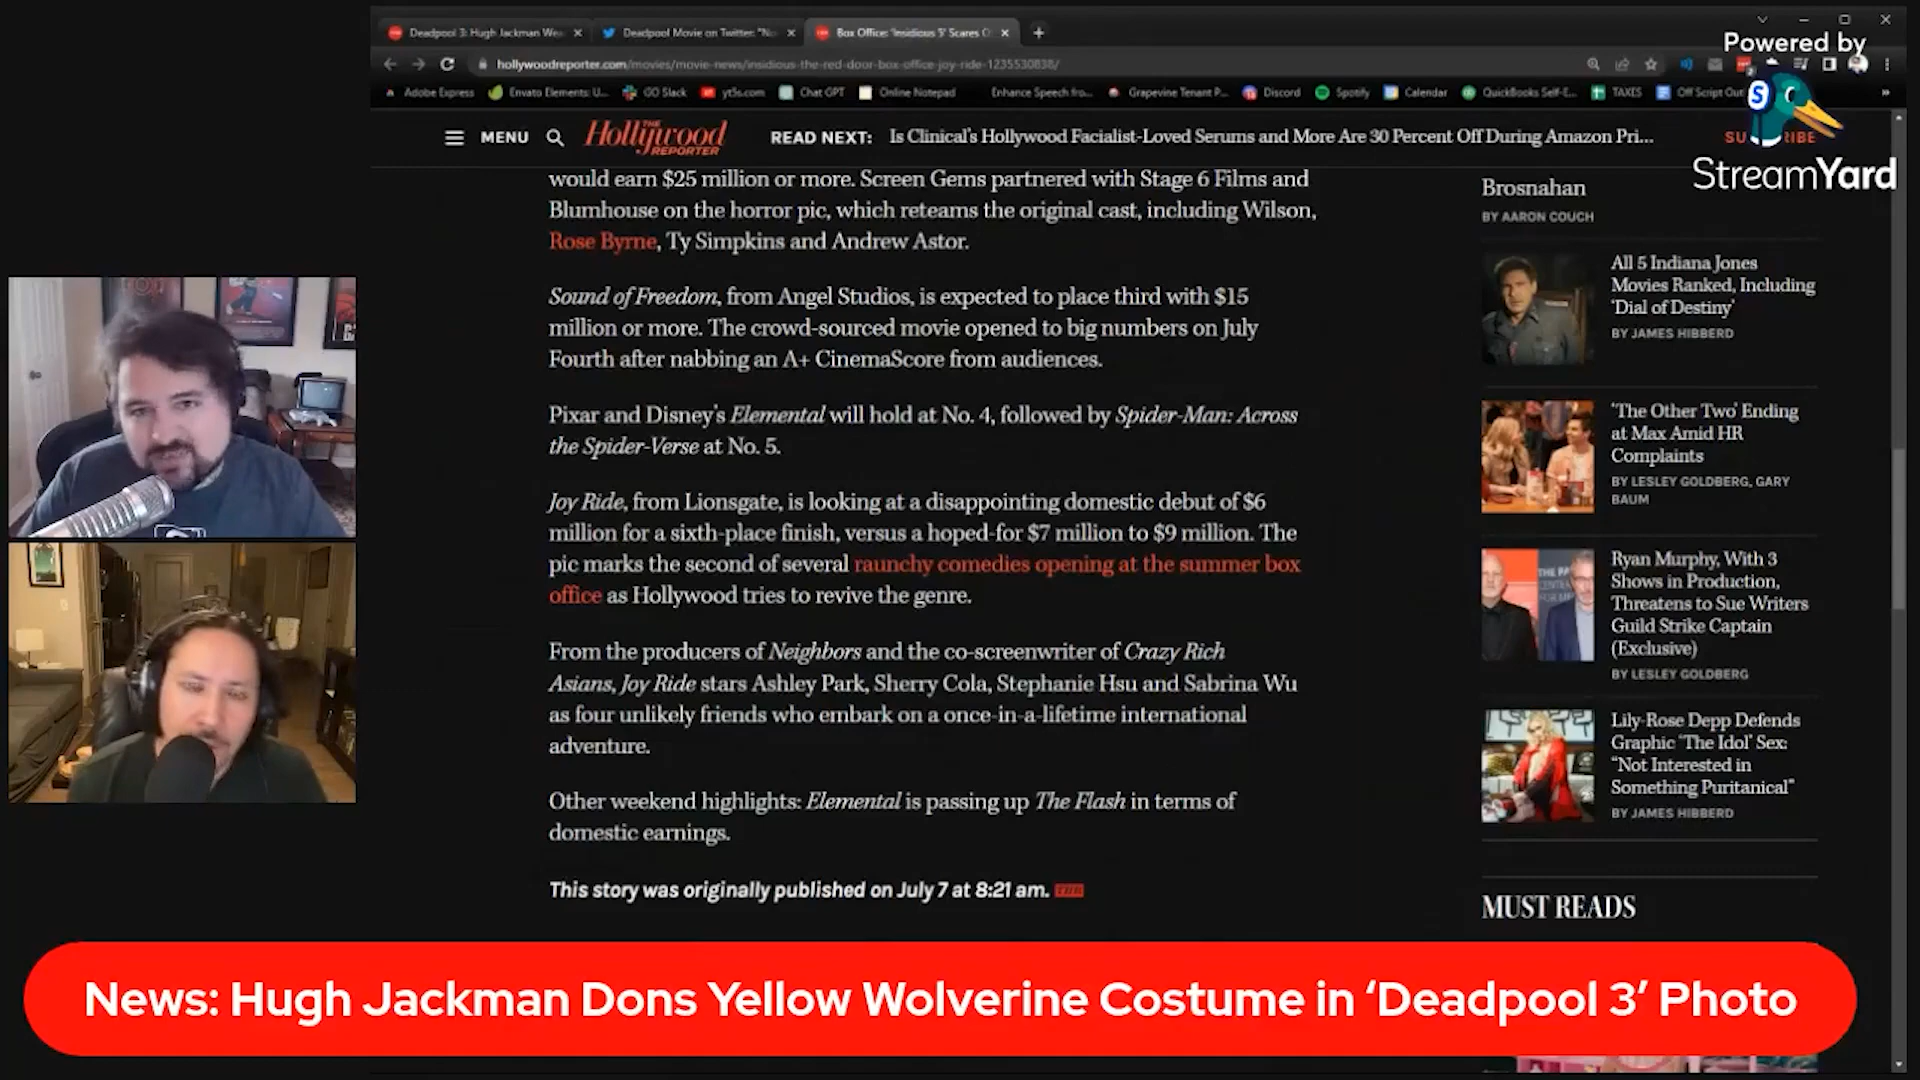 Deadpool 3: Hugh Jackman Wea
Deadpool Movie on Twitter: "No
Box Office: 'Insidious 5' Scares O
hollywoodreporter.com/movies/movie-news/insidious-the-red-door-box-office-joy-ride-1235530838/
Powered by
StreamYard
Adobe Express
Envato Elements: U...
GO Slack
yt5s.com
Chat GPT
Online Notepad
Enhance Speech fro...
Grapevine Tenant P...
Discord
Spotify
Calendar
QuickBooks Self-E...
TAXES
Off Script Out
MENU
THE
Hollywood
REPORTER
READ NEXT: Is Clinical's Hollywood Facialist-Loved Serums and More Are 30 Percent Off During Amazon Pri...
would earn $25 million or more. Screen Gems partnered with Stage 6 Films and
Blumhouse on the horror pic, which reteams the original cast, including Wilson,
Rose Byrne, Ty Simpkins and Andrew Astor.
Sound of Freedom, from Angel Studios, is expected to place third with $15
million or more. The crowd-sourced movie opened to big numbers on July
Fourth after nabbing an A+ CinemaScore from audiences.
Pixar and Disney's Elemental will hold at No. 4, followed by Spider-Man: Across
the Spider-Verse at No. 5.
Joy Ride, from Lionsgate, is looking at a disappointing domestic debut of $6
million for a sixth-place finish, versus a hoped-for $7 million to $9 million. The
pic marks the second of several raunchy comedies opening at the summer box
office as Hollywood tries to revive the genre.
From the producers of Neighbors and the co-screenwriter of Crazy Rich
Asians, Joy Ride stars Ashley Park, Sherry Cola, Stephanie Hsu and Sabrina Wu
as four unlikely friends who embark on a once-in-a-lifetime international
adventure.
Other weekend highlights: Elemental is passing up The Flash in terms of
domestic earnings.
This story was originally published on July 7 at 8:21 am. THR
Brosnahan
BY AARON COUCH
All 5 Indiana Jones
Movies Ranked, Including
'Dial of Destiny'
BY JAMES HIBBERD
'The Other Two' Ending
at Max Amid HR
Complaints
BY LESLEY GOLDBERG, GARY
BAUM
Ryan Murphy, With 3
Shows in Production,
Threatens to Sue Writers
Guild Strike Captain
(Exclusive)
BY LESLEY GOLDBERG
Lily-Rose Depp Defends
Graphic 'The Idol' Sex:
"Not Interested in
Something Puritanical"
BY JAMES HIBBERD
MUST READS
News: Hugh Jackman Dons Yellow Wolverine Costume in ‘Deadpool 3’ Photo